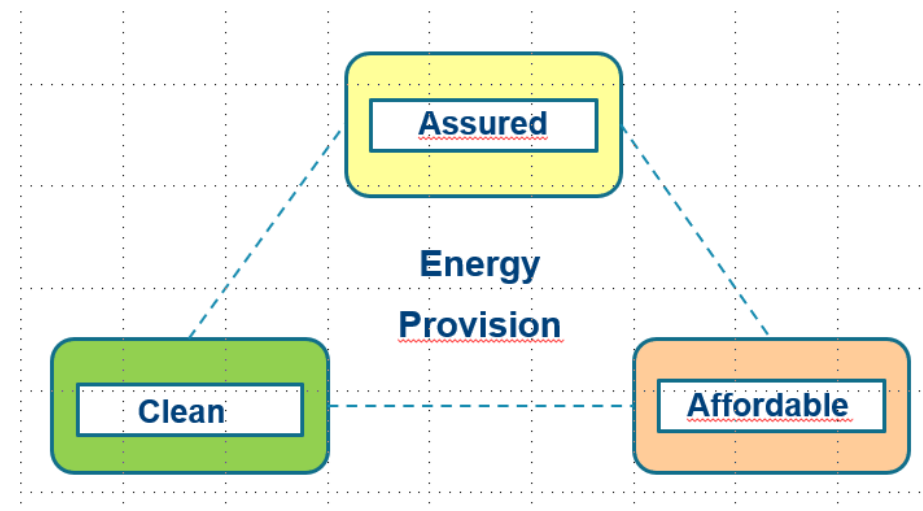 Assured
Energy
Provision
Clean
Affordable